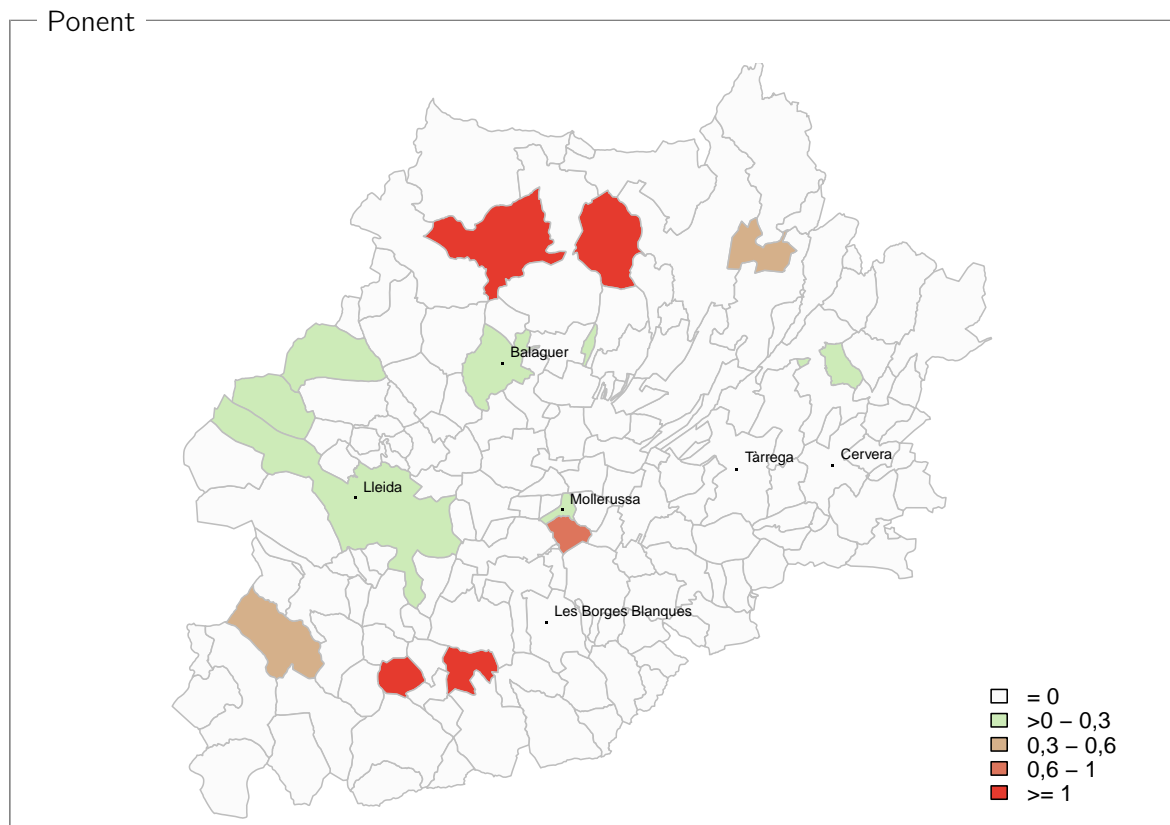 Ponent
Balaguer
Tàrrega
Cervera
Lleida
Mollerussa
Les Borges Blanques
= 0
>0 – 0,3
0,3 – 0,6
0,6 – 1
>= 1